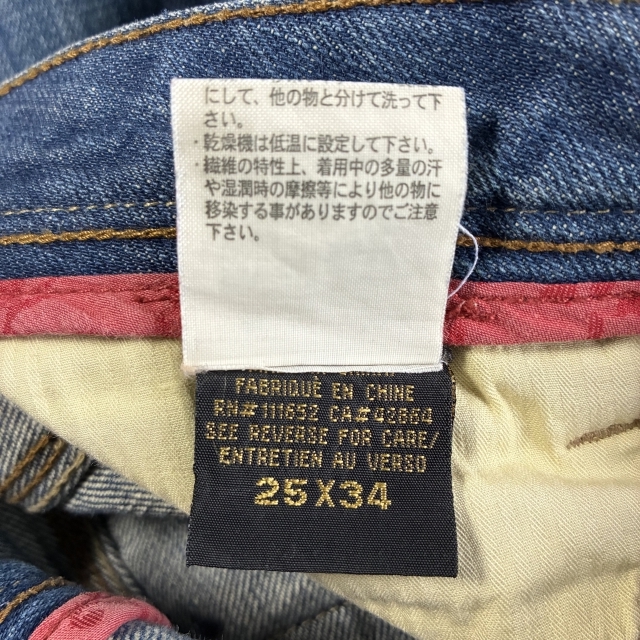 にして、他の物と分けて洗って下
さい。
・乾燥機は低温に設定して下さい。
・繊維の特性上、着用中の多量の汗
や湿潤時の摩擦等により他の物に
移染する事がありますのでご注意
下さい。
FABRIQUÉ EN CHINE
RN#111852 CA#42884
SEE REVERSE FOR CARE/
ENTRETIEN AU VERSO
25X34